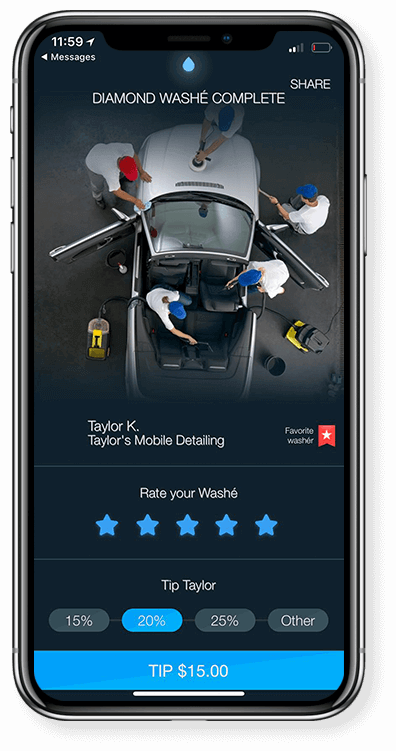 11:59
Messages
SHARE
DIAMOND WASHÉ COMPLETE
Taylor K.
Taylor's Mobile Detailing
Favorite
washér
Rate your Washé
Tip Taylor
15%
20%
25%
Other
TIP $15.00